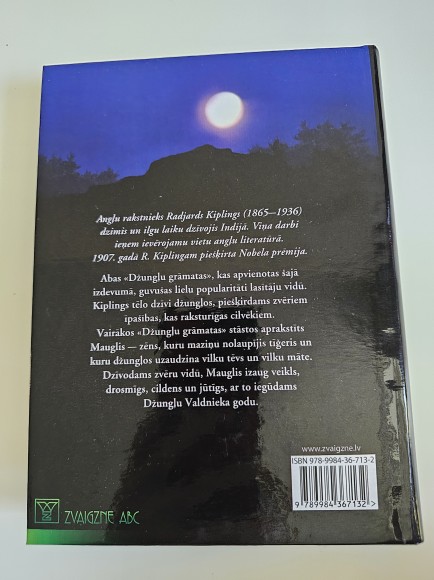 Angļu rakstnieks Radjards Kiplings (1865—1936)
dzimis un ilgu laiku dzīvojis Indijā. Viņa darbi
ieņem ievērojamu vietu angļu literatūrā.
1907. gadā R. Kiplingam piešķirta Nobela prēmija.
Abas «Džungļu grāmatas», kas apvienotas šajā
izdevumā, guvušas lielu popularitāti lasītāju vidū.
Kiplings tēlo dzīvi džungļos, piešķirdams zvēriem
īpašības, kas raksturīgas cilvēkiem.
Vairākos «Džungļu grāmatas» stāstos aprakstīts
Mauglis — zēns, kuru maziņu nolaupījis tīģeris un
kuru džungļos uzaudzina vilku tēvs un vilku māte.
Dzīvodams zvēru vidū, Mauglis izaug veikls,
drosmīgs, cildens un jūtīgs, ar to iegūdams
Džungļu Valdnieka godu.
www.zvaigzne.lv
ISBN 978-9984-36-713-2
9 789984 367132 >
ZVAIGZNE ABC